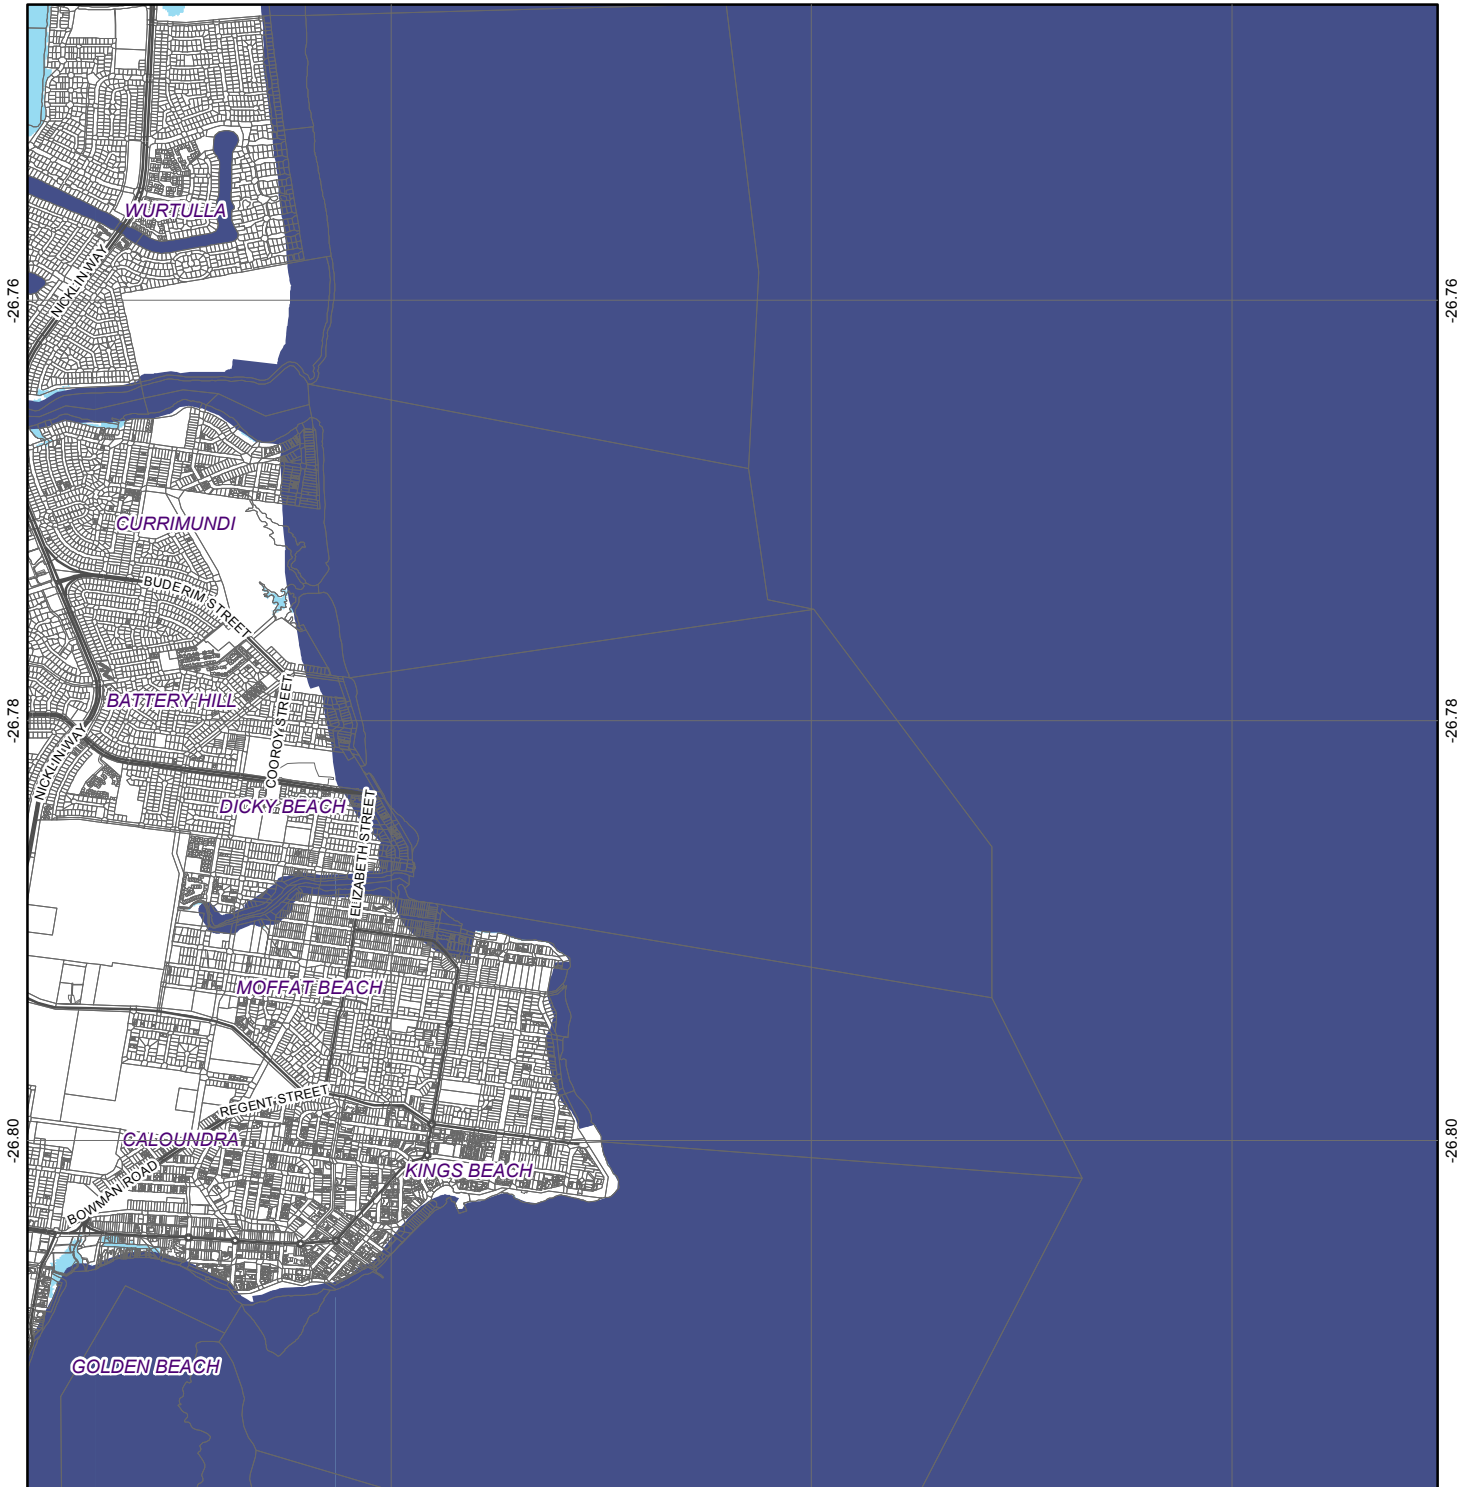 WURTULLA
NICKLIN WAY
-26.76
-26.76
CURRIMUNDI
BUDERIM STREET
BATTERY HILL
COOROY STREET
-26.78
-26.78
NICKLIN WAY
DICKY BEACH
ELIZABETH STREET
MOFFAT BEACH
REGENT STREET
CALOUNDRA
-26.80
-26.80
KINGS BEACH
BOWMAN ROAD
GOLDEN BEACH